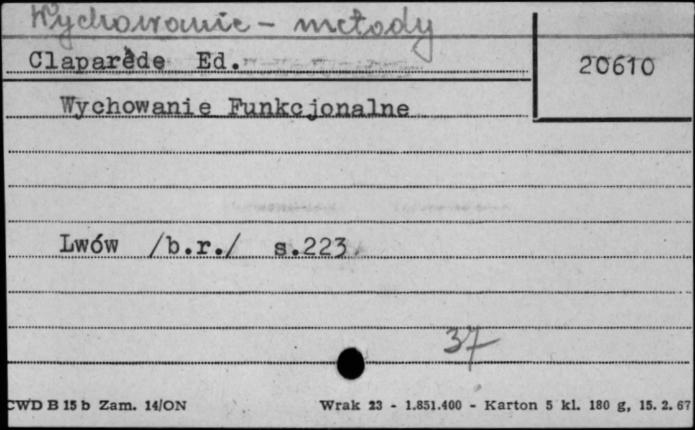 Wychowanie - metody
Claparède Ed.
20610
Wychowanie Funkcjonalne
Lwów /b.r./ s.223
37
CWD B 15 b Zam. 14/ON Wrak 23 - 1.851.400 - Karton 5 kl. 180 g, 15. 2. 67